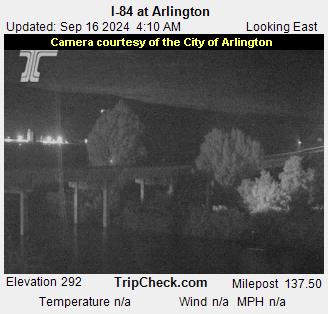 I-84 at Arlington
Updated: Sep 16 2024 4:10 AM Looking East
Camera courtesy of the City of Arlington
Elevation 292 TripCheck.com Milepost 137.50
Temperature n/a Wind n/a MPH n/a